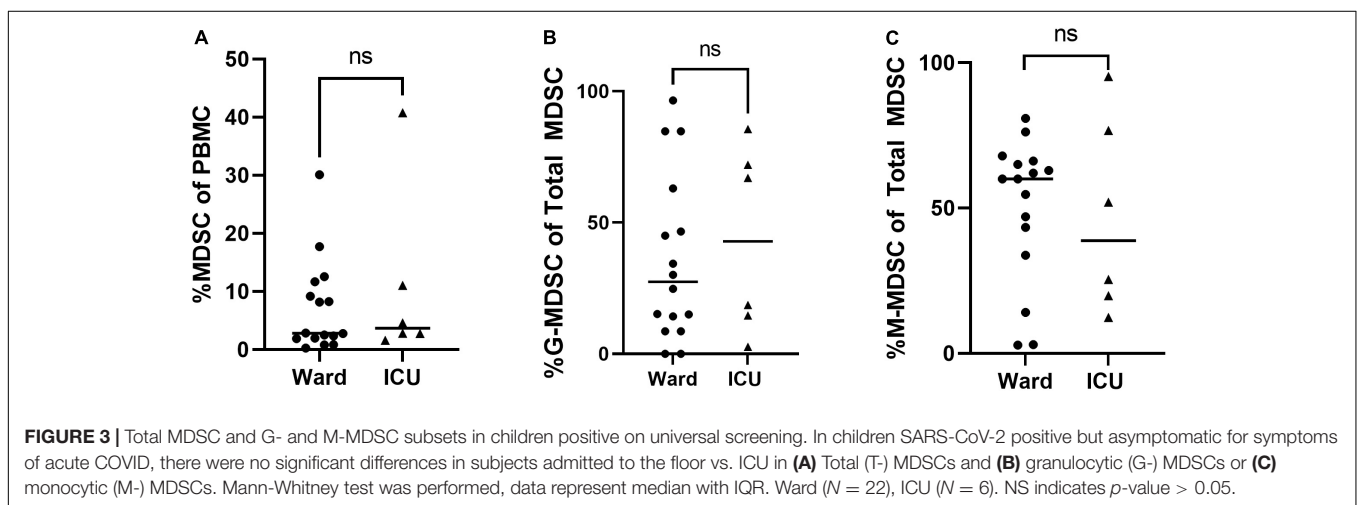 A
ns
50
40
30
20
10
0
%MDSC of PBMC
Ward ICU
B
ns
100
50
0
%G-MDSC of Total MDSC
Ward ICU
C
ns
100
50
0
%M-MDSC of Total MDSC
Ward ICU
FIGURE 3 | Total MDSC and G- and M-MDSC subsets in children positive on universal screening. In children SARS-CoV-2 positive but asymptomatic for symptoms
of acute COVID, there were no significant differences in subjects admitted to the floor vs. ICU in (A) Total (T-) MDSCs and (B) granulocytic (G-) MDSCs or (C)
monocytic (M-) MDSCs. Mann-Whitney test was performed, data represent median with IQR. Ward (N = 22), ICU (N = 6). NS indicates p-value > 0.05.